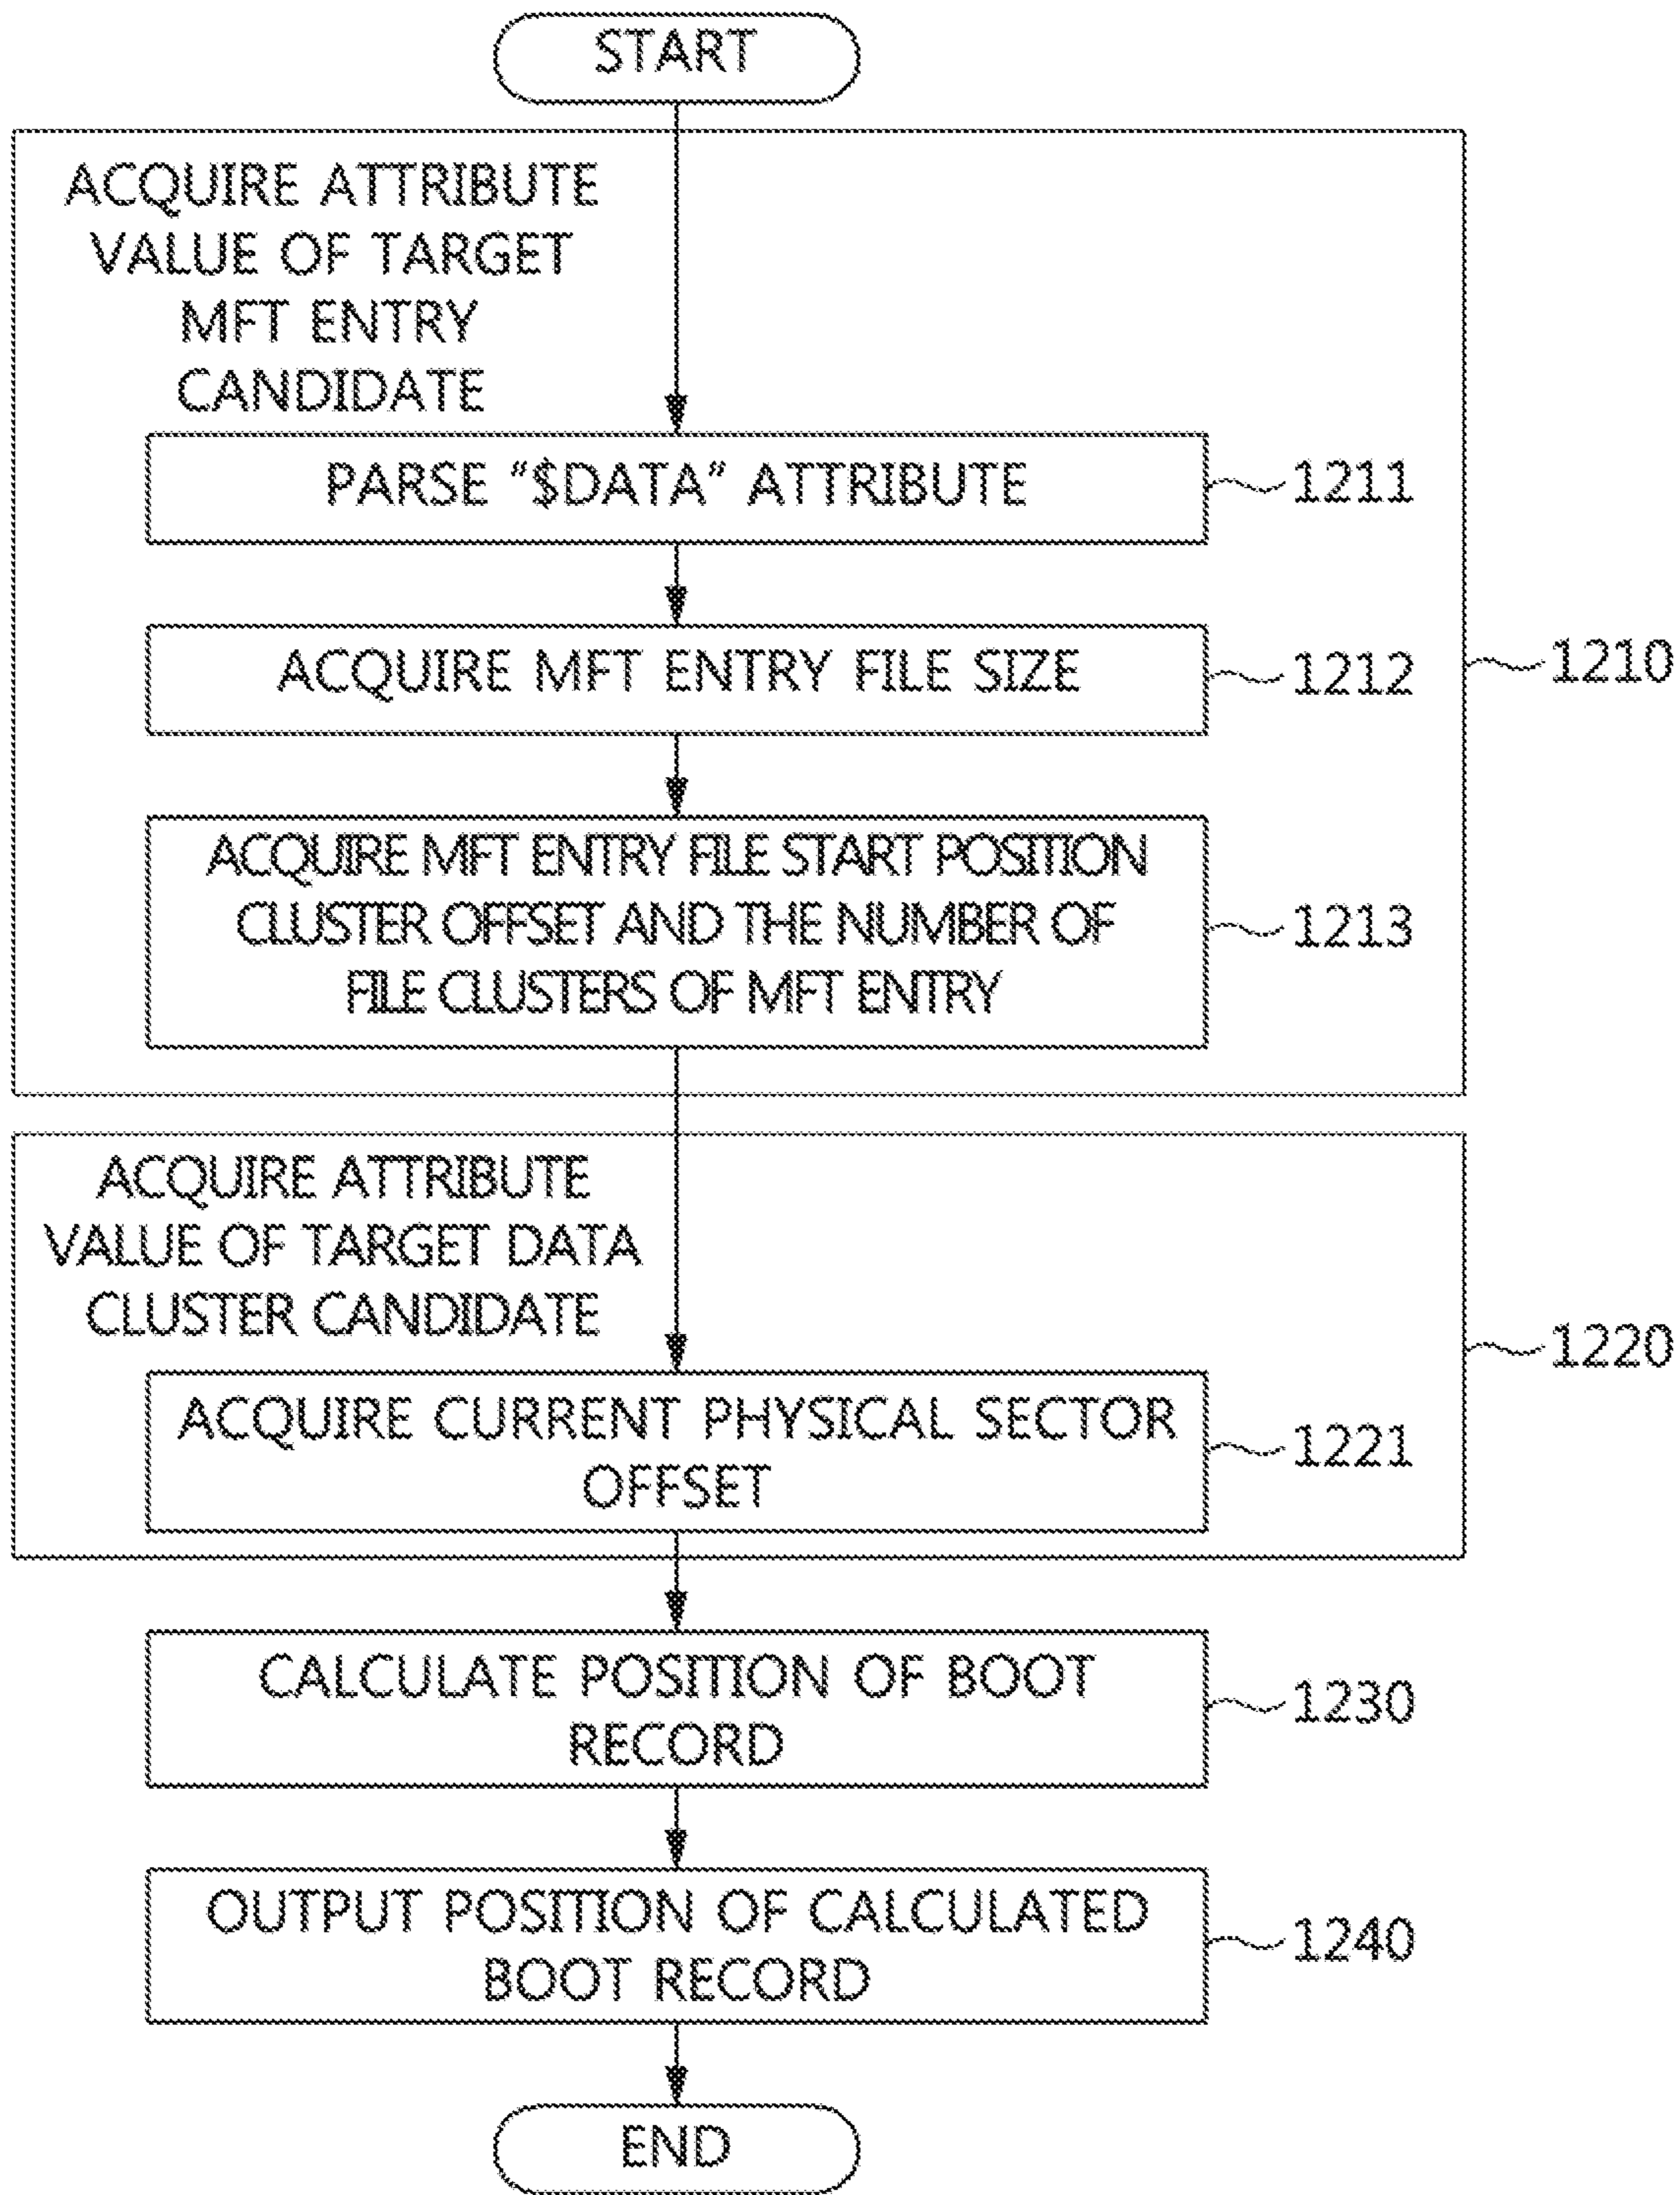 START
ACQUIRE ATTRIBUTE
VALUE OF TARGET
MFT ENTRY
CANDIDATE
PARSE “$DATA” ATTRIBUTE
1211
ACQUIRE MFT ENTRY FILE SIZE
1212
1210
ACQUIRE MFT ENTRY FILE START POSITION
CLUSTER OFFSET AND THE NUMBER OF
FILE CLUSTERS OF MFT ENTRY
1213
ACQUIRE ATTRIBUTE
VALUE OF TARGET DATA
CLUSTER CANDIDATE
1220
ACQUIRE CURRENT PHYSICAL SECTOR
OFFSET
1221
CALCULATE POSITION OF BOOT
RECORD
1230
OUTPUT POSITION OF CALCULATED
BOOT RECORD
1240
END